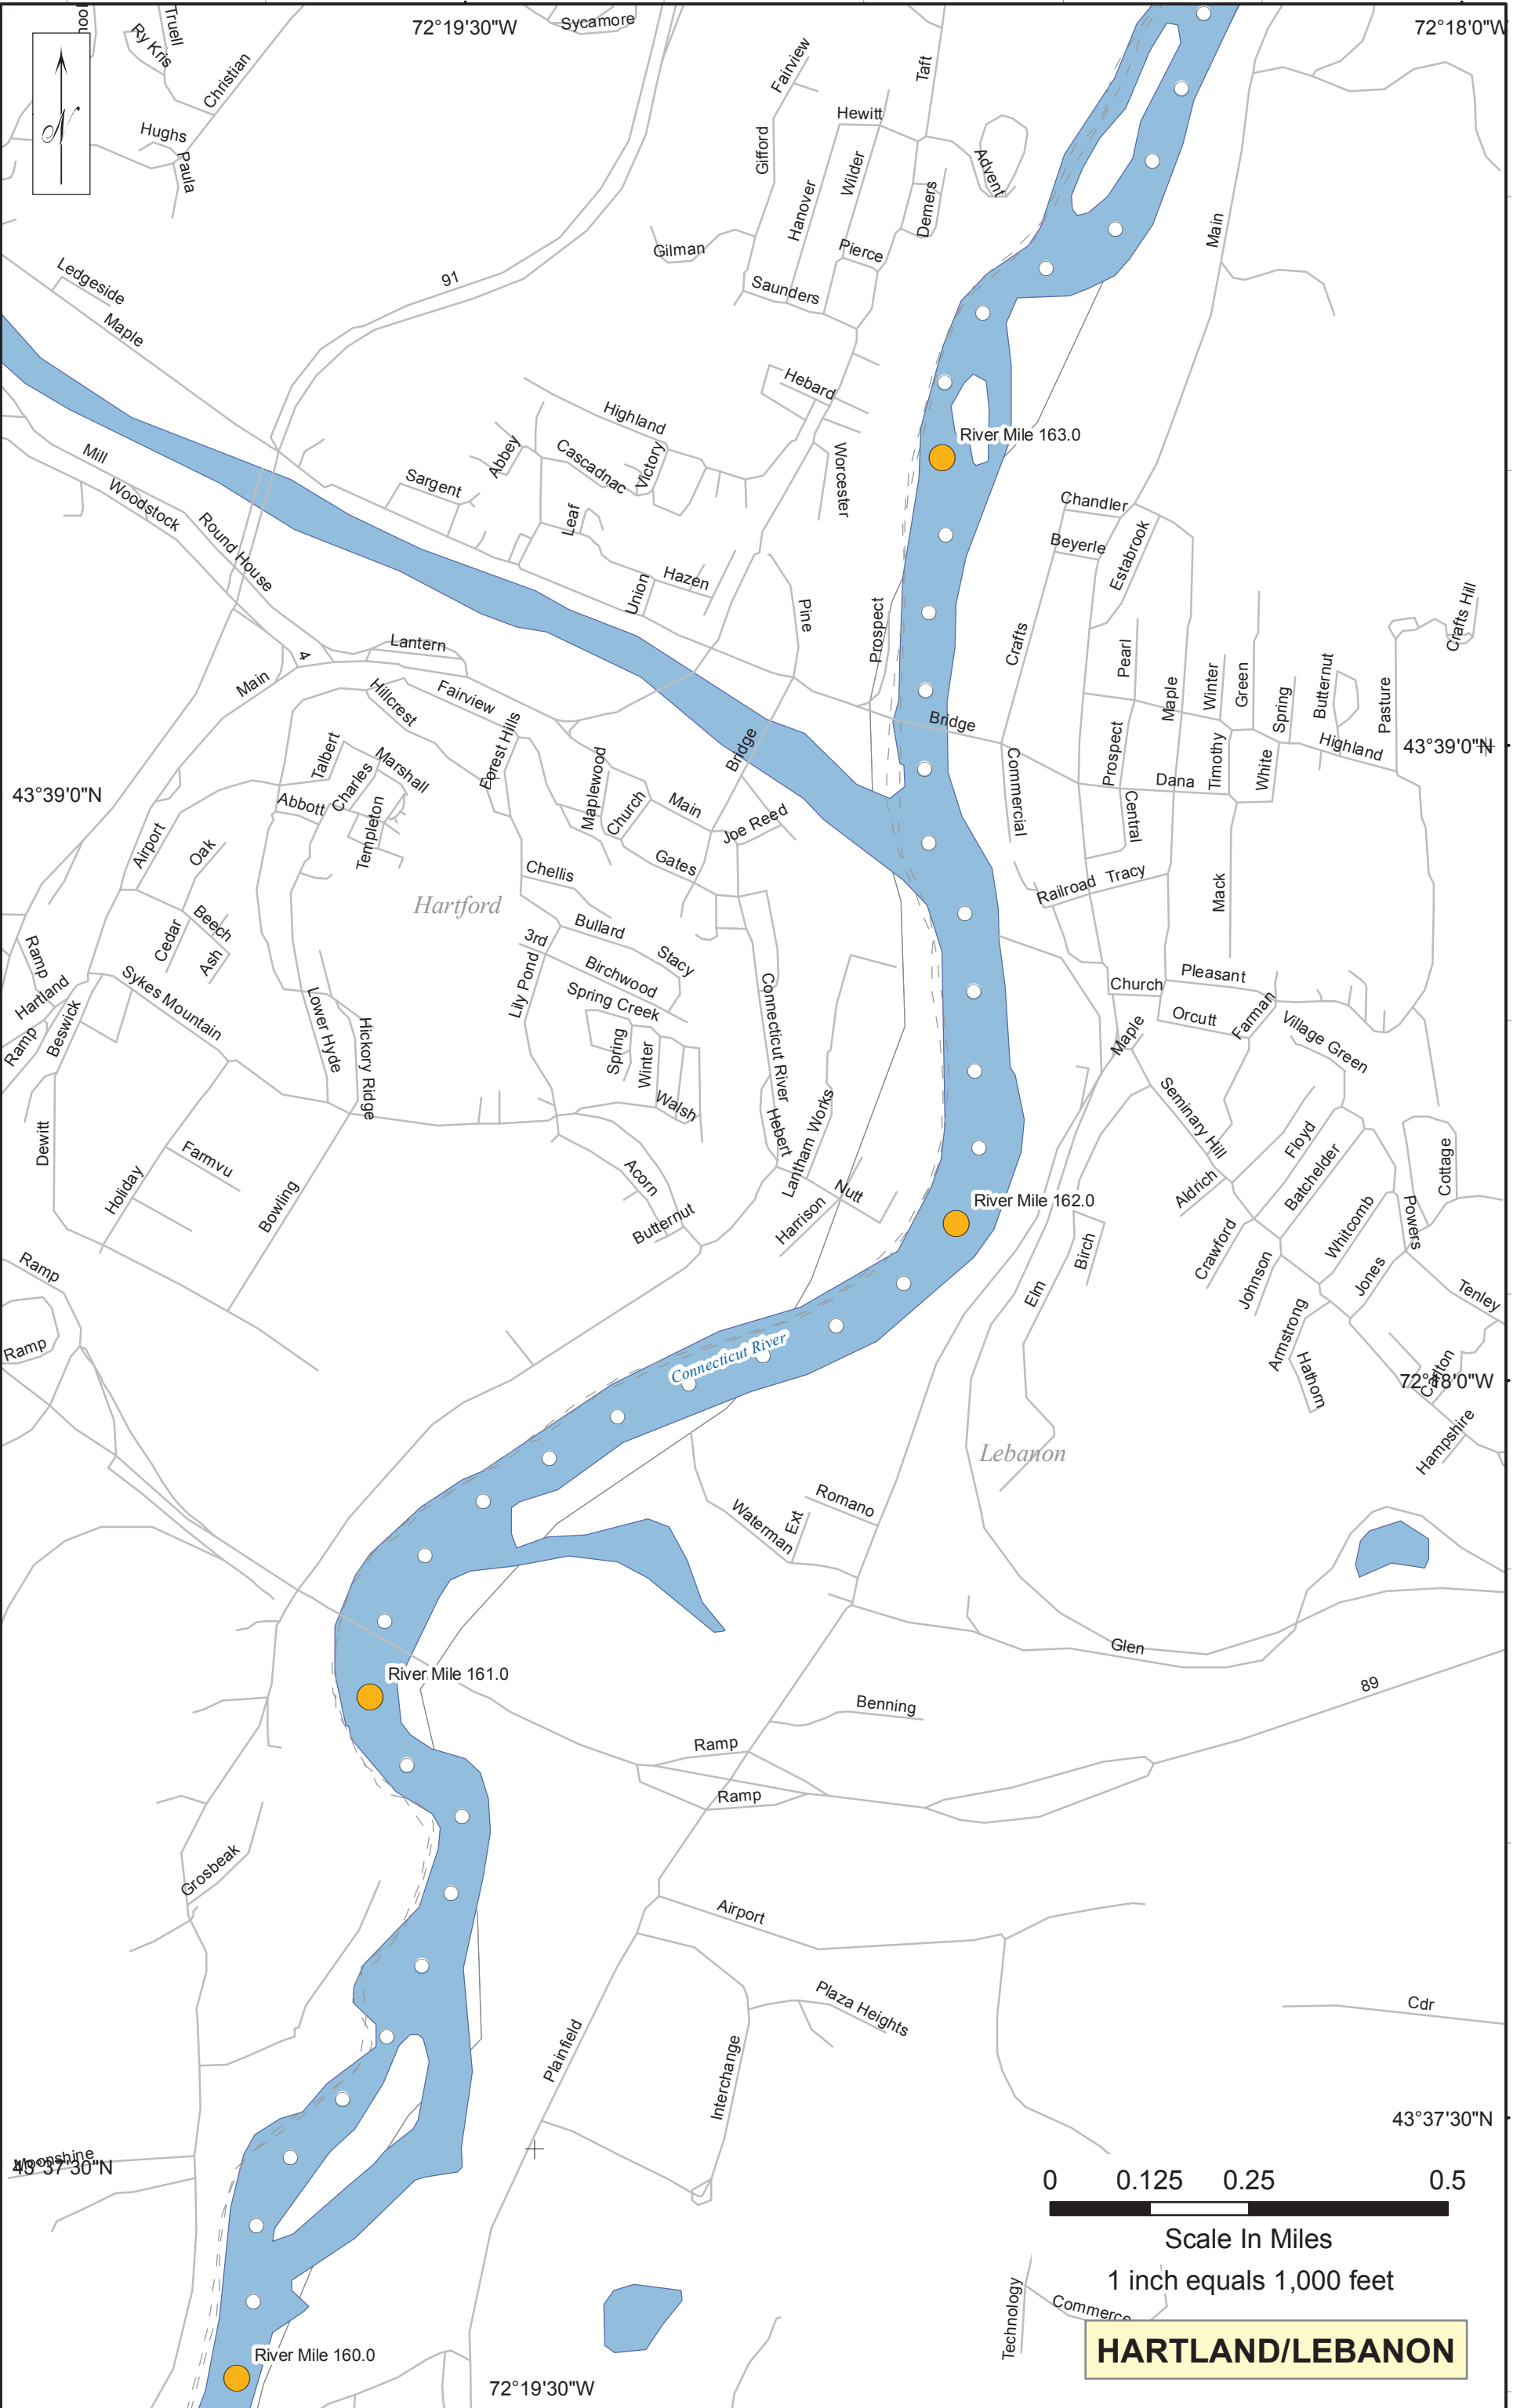 72°19'30"W
72°18'0"W
Truell
Ry Kris
Christian
Sycamore
Fairview
Taft
N
Hughs
Paula
Gifford
Hewitt
Hanover
Wilder
Demers
Advent
Main
Gilman
Pierce
Saunders
91
Ledgeside
Maple
Hebard
Highland
Abbey
Cascadnac
Victory
Sargent
Worcester
Leaf
River Mile 163.0
Mill
Woodstock
Round House
Chandler
Beyerle
Estabrook
Hazen
Union
Pine
Prospect
Crafts
Pearl
Maple
Winter
Green
Spring
Butternut
Pasture
Crafts Hill
Lantern
4
Main
Hillcrest
Fairview
Forest Hills
Bridge
Bridge
Commercial
Prospect
Dana
Timothy
White
Highland
43°39'0"N
43°39'0"N
Talbert
Charles
Marshall
Abbott
Templeton
Maplewood
Church
Main
Joe Reed
Central
Airport
Oak
Gates
Chellis
Railroad
Tracy
Mack
Hartford
Cedar
Beech
Ash
Bullard
3rd
Stacy
Birchwood
Spring Creek
Lily Pond
Ramp
Hartland
Ramp
Beswick
Sykes Mountain
Lower Hyde
Hickory Ridge
Spring
Winter
Walsh
Connecticut River
Church
Pleasant
Orcutt
Farman
Village Green
Maple
Seminary Hill
Dewitt
Farmvu
Holiday
Bowling
Acorn
Butternut
Hebert
Lantham Works
Nutt
Harrison
River Mile 162.0
Floyd
Batchelder
Aldrich
Crawford
Johnson
Whitcomb
Powers
Cottage
Jones
Tenley
Birch
Elm
Armstrong
Hathorn
Carlton
72°18'0"W
Hampshire
Ramp
Ramp
Connecticut River
Lebanon
Waterman
Ext
Romano
Glen
89
River Mile 161.0
Benning
Ramp
Ramp
Grosbeak
Airport
Plaza Heights
Cdr
Plainfield
Interchange
Moonshine
43°37'30"N
43°37'30"N
0 0.125 0.25 0.5
Scale In Miles
1 inch equals 1,000 feet
Technology
Commerce
HARTLAND/LEBANON
River Mile 160.0
72°19'30"W